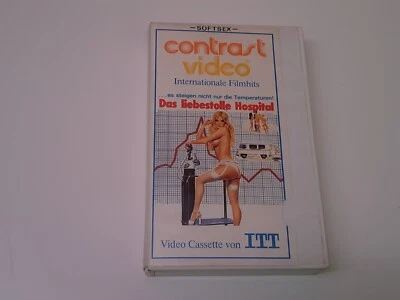 SOFTSEX
contrast
video
Internationale Filmhits
...es steigen nicht nur die Temperaturen!
Das liebestolle Hospital
Video Cassette von ITT